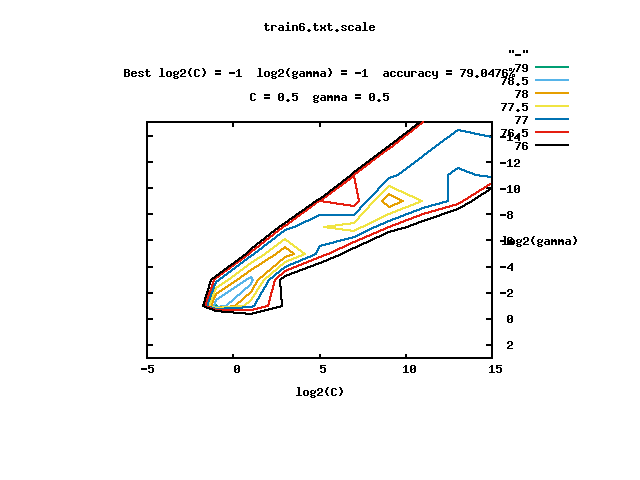 train6.txt.scale
"-"
Best log2(C) = -1 log2(gamma) = -1 accuracy = 79.0476%
79
78.5
C = 0.5 gamma = 0.5
78
77.5
77
76.5
76
-14
-12
-10
-8
-6
log2(gamma)
-4
-2
0
2
-5 0 5 10 15
log2(C)